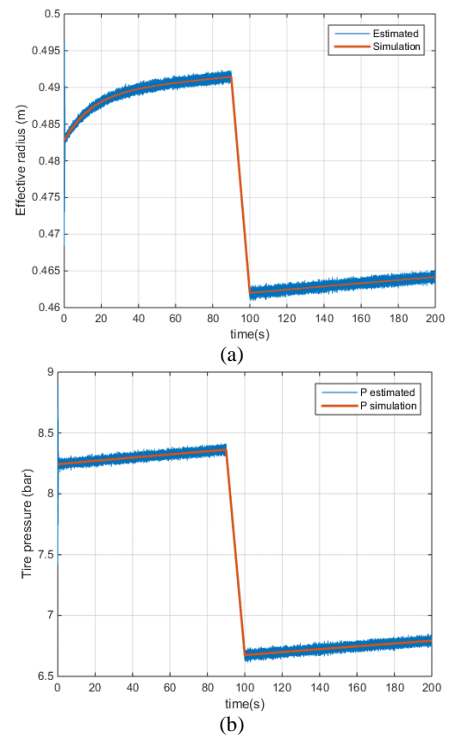 0.5
0.495
0.49
0.485
0.48
0.475
0.47
0.465
0.46
Effective radius (m)
Estimated
Simulation
0 20 40 60 80 100 120 140 160 180 200
time(s)
(a)
9
8.5
8
7.5
7
6.5
Tire pressure (bar)
P estimated
P simulation
0 20 40 60 80 100 120 140 160 180 200
time(s)
(b)